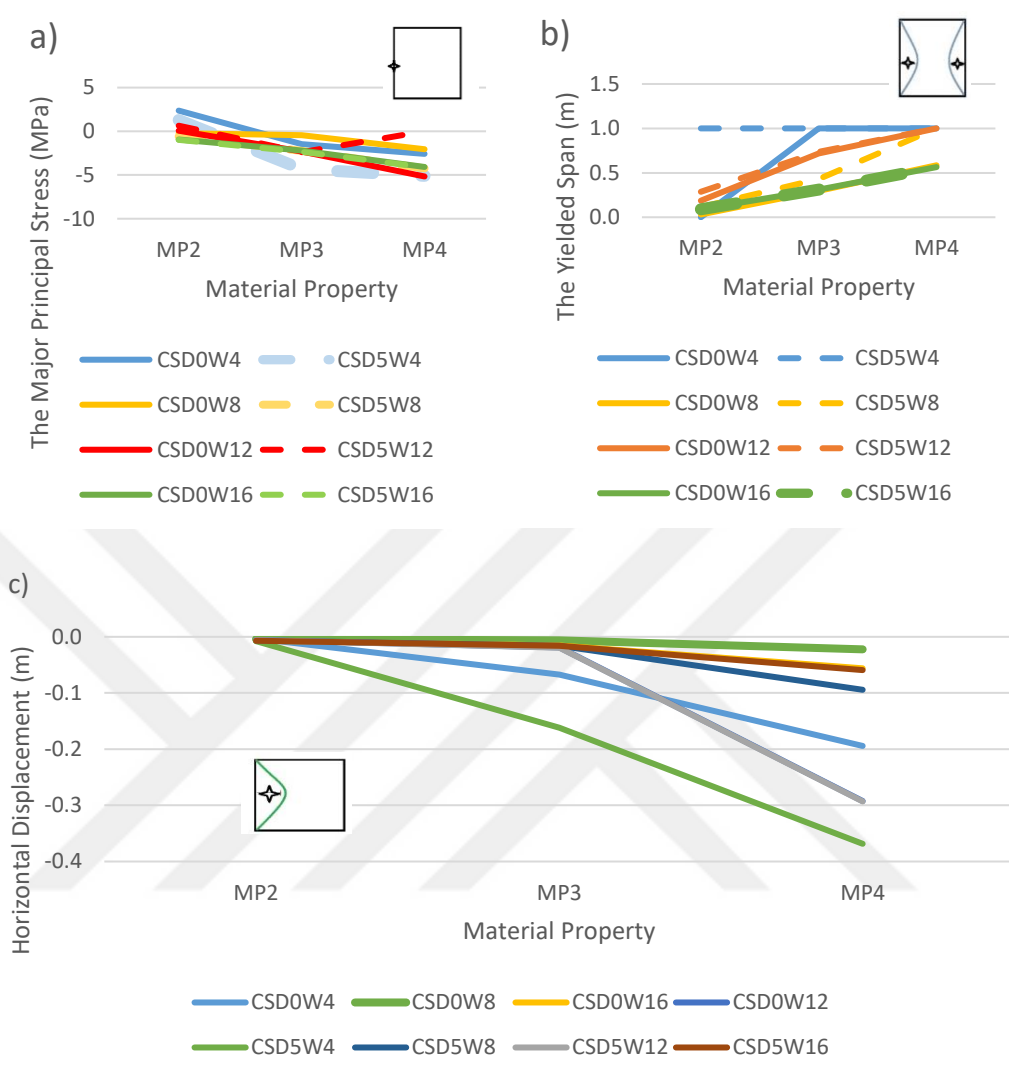 a)
The Major Principal Stress (MPa)
5
0
-5
-10
MP2 MP3 MP4
Material Property
CSD0W4 CSD5W4
CSD0W8 CSD5W8
CSD0W12 CSD5W12
CSD0W16 CSD5W16
b)
The Yielded Span (m)
1.5
1.0
0.5
0.0
MP2 MP3 MP4
Material Property
CSD0W4 CSD5W4
CSD0W8 CSD5W8
CSD0W12 CSD5W12
CSD0W16 CSD5W16
c)
Horizontal Displacement (m)
0.0
-0.1
-0.2
-0.3
-0.4
MP2 MP3 MP4
Material Property
CSD0W4 CSD0W8 CSD0W16 CSD0W12
CSD5W4 CSD5W8 CSD5W12 CSD5W16